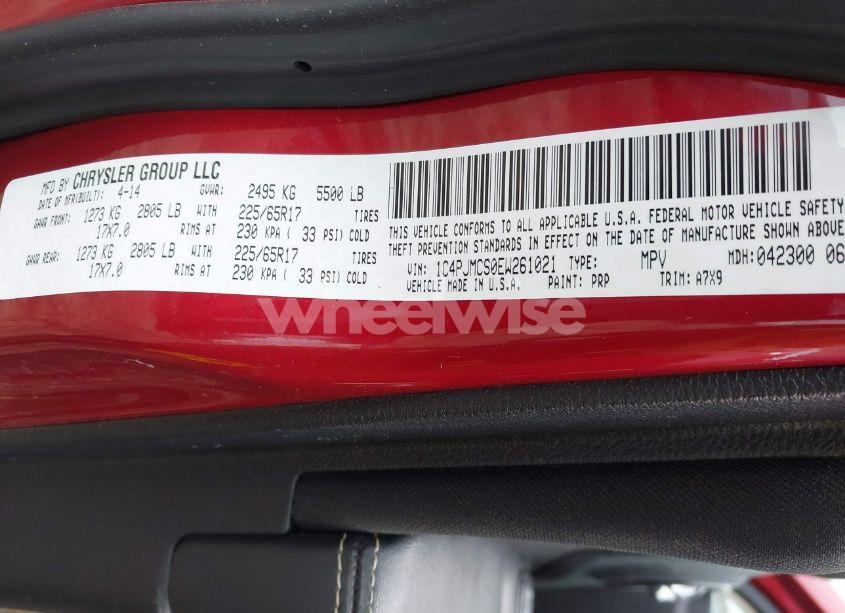 MFD BY CHRYSLER GROUP LLC
DATE OF MFR(BUILT): 4-14 GVWR: 2495 KG 5500 LB
GAWR FRONT: 1273 KG 2805 LB WITH 225/65R17 TIRES
17X7.0 RIMS AT 230 KPA ( 33 PSI) COLD
GAWR REAR: 1273 KG 2805 LB WITH 225/65R17 TIRES
17X7.0 RIMS AT 230 KPA ( 33 PSI) COLD
THIS VEHICLE CONFORMS TO ALL APPLICABLE U.S.A. FEDERAL MOTOR VEHICLE SAFETY
THEFT PREVENTION STANDARDS IN EFFECT ON THE DATE OF MANUFACTURE SHOWN ABOVE
VIN: 1C4PJMCS0EW261021 TYPE: MPV MDH: 042300 06
VEHICLE MADE IN U.S.A. PAINT: PRP TRIM: A7X9
wheelwise